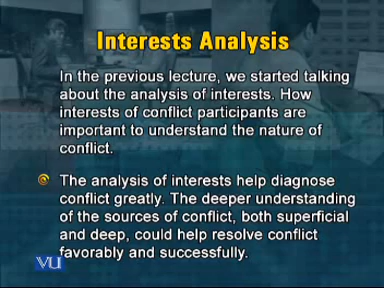 Interests Analysis
In the previous lecture, we started talking
about the analysis of interests. How
interests of conflict participants are
important to understand the nature of
conflict.
The analysis of interests help diagnose
conflict greatly. The deeper understanding
of the sources of conflict, both superficial
and deep, could help resolve conflict
favorably and successfully.
VU